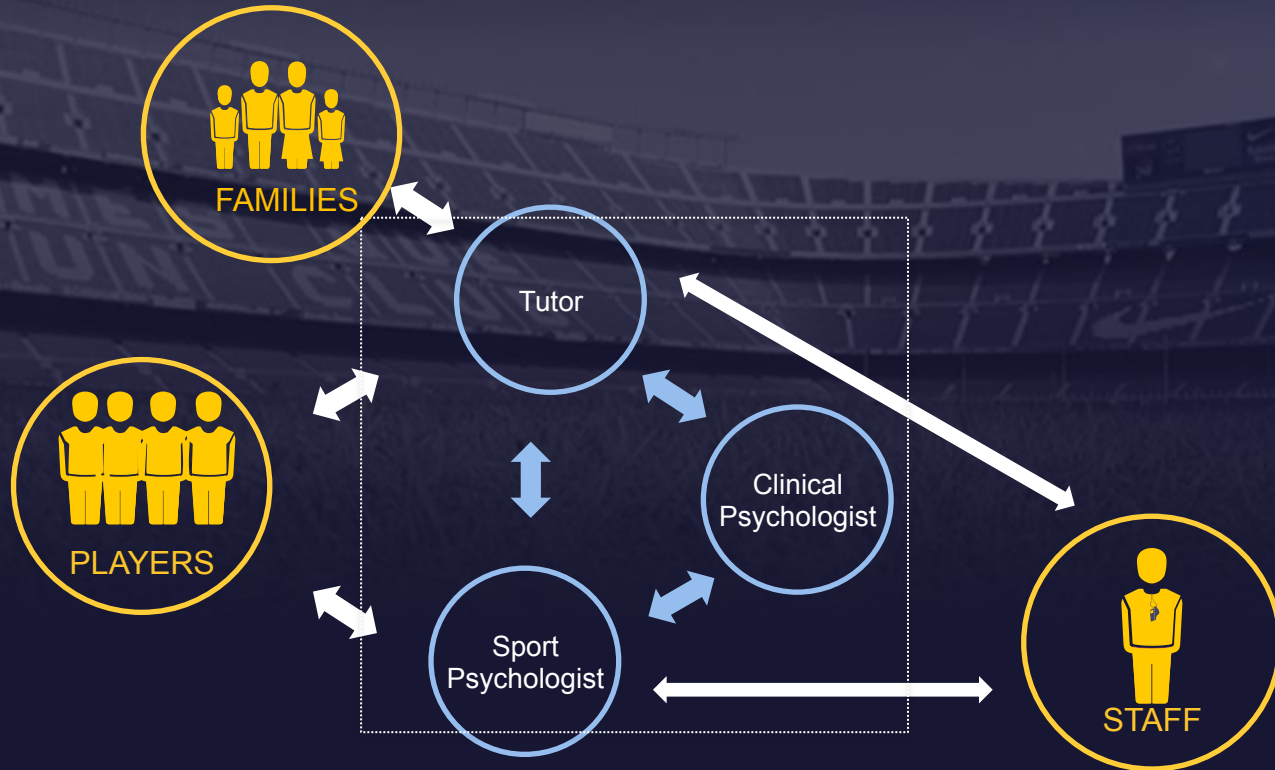 FAMILIES
Tutor
Clinical
Psychologist
PLAYERS
Sport
Psychologist
STAFF